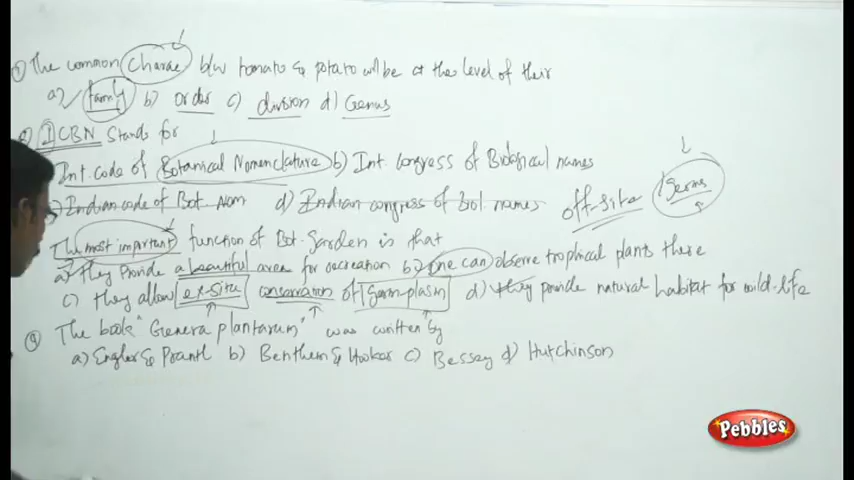 The common charac b/w tomato & potato will be at the level of their
a) family b) order c) division d) Genus
ICBN Stands for
Int. code of Botanical Nomenclature b) Int. congress of Biological names
Indian code of Bot. Nom d) Indian congress of biol. names off-site Germs
The most important function of Bot. Garden is that
a) they provide a beautiful area for recreation b) one can observe trophical plants there
c) they allow ex-situ conservation of Germplasm d) they provide natural habitat for wild-life
The book "Genera plantarum" was written by
a) Engler & Prantl b) Benthem & Hooker c) Bessey d) Hutchinson
Pebbles